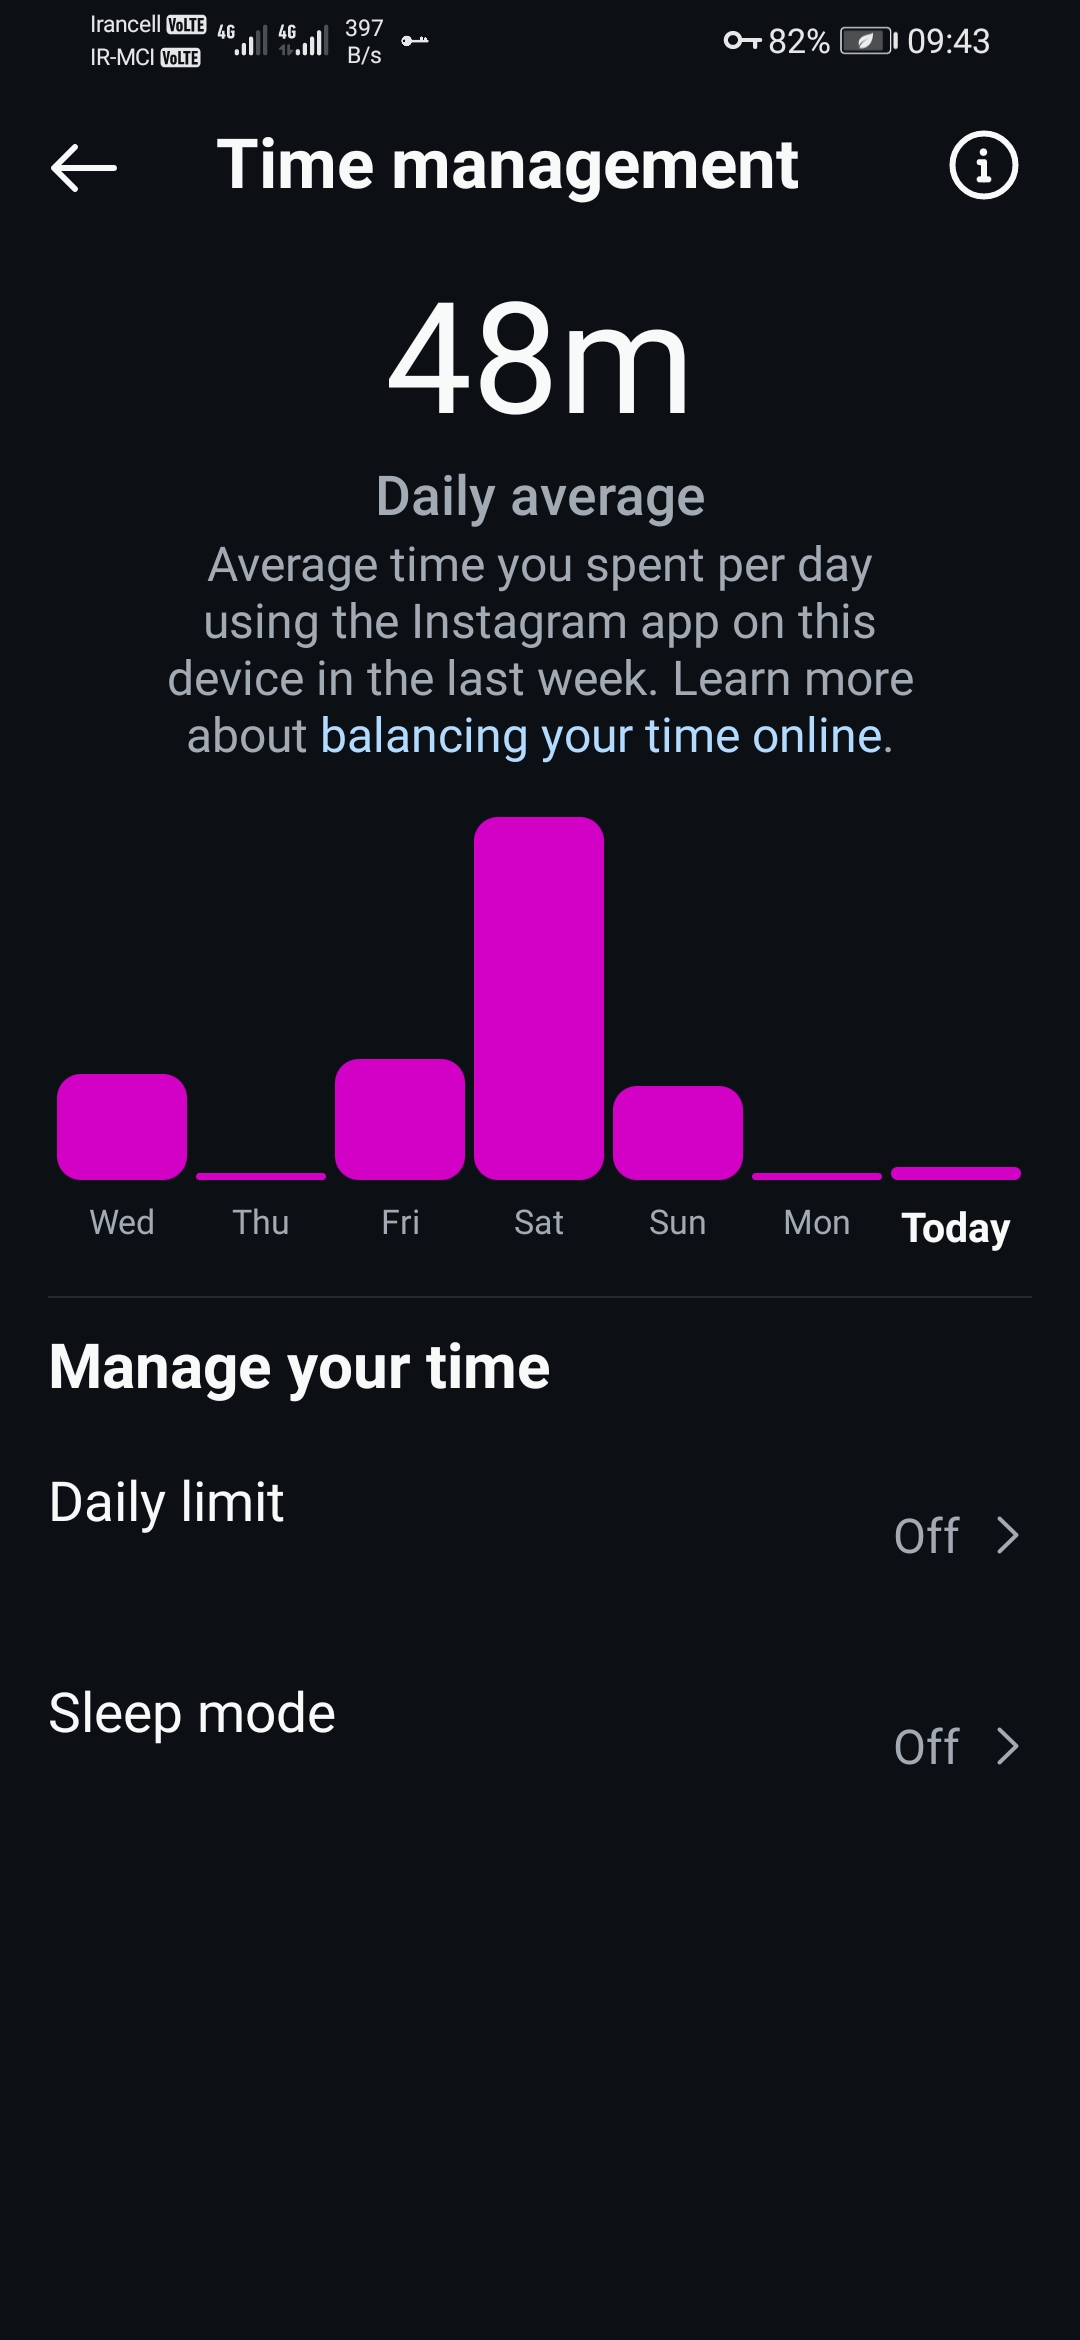 Irancell VoLTE 4G 4G 397 82% 09:43
IR-MCI VoLTE B/s
Time management
48m
Daily average
Average time you spent per day
using the Instagram app on this
device in the last week. Learn more
about balancing your time online.
Wed Thu Fri Sat Sun Mon Today
Manage your time
Daily limit
Off
Sleep mode
Off